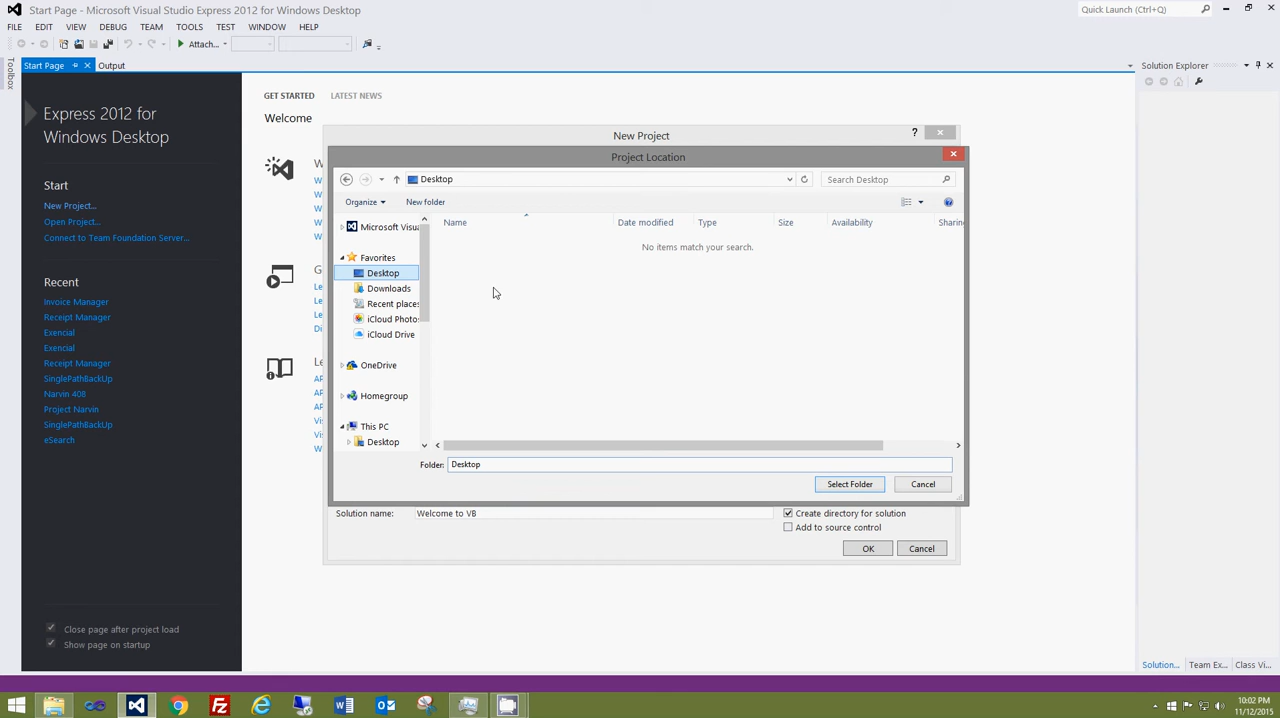 Start Page - Microsoft Visual Studio Express 2012 for Windows Desktop
Quick Launch (Ctrl+Q)
FILE EDIT VIEW DEBUG TEAM TOOLS TEST WINDOW HELP
Attach...
Toolbox
Start Page Output
Solution Explorer
Express 2012 for
Windows Desktop
Start
New Project...
Open Project...
Connect to Team Foundation Server...
Recent
Invoice Manager
Receipt Manager
Exencial
Exencial
Receipt Manager
SinglePathBackUp
Narvin 408
Project Narvin
SinglePathBackUp
eSearch
Close page after project load
Show page on startup
GET STARTED LATEST NEWS
Welcome
New Project
?
Project Location
Desktop
Search Desktop
Organize New folder
Name Date modified Type Size Availability Sharing
No items match your search.
Microsoft Visua
Favorites
Desktop
Downloads
Recent places
iCloud Photos
iCloud Drive
OneDrive
Homegroup
This PC
Desktop
Folder: Desktop
Select Folder Cancel
Solution name: Welcome to VB
Create directory for solution
Add to source control
OK Cancel
Solution... Team Ex... Class Vi...
10:02 PM
11/12/2015